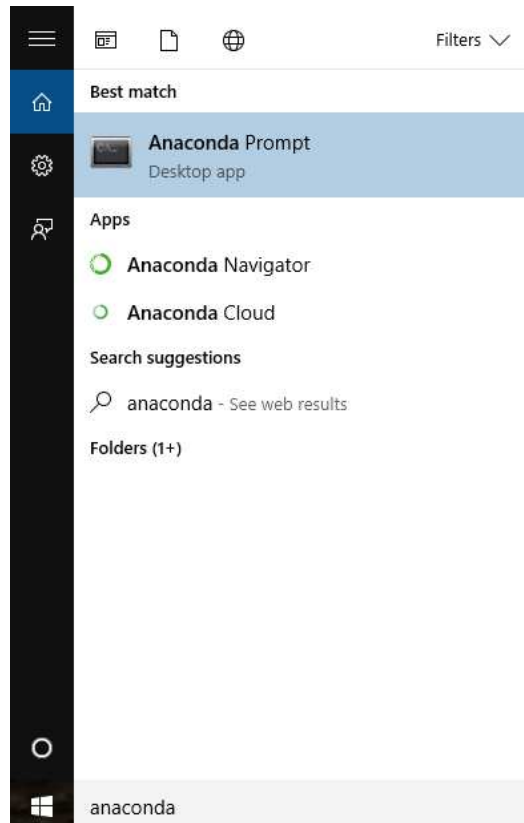 Filters
Best match
Anaconda Prompt
Desktop app
Apps
Anaconda Navigator
Anaconda Cloud
Search suggestions
anaconda - See web results
Folders (1+)
anaconda